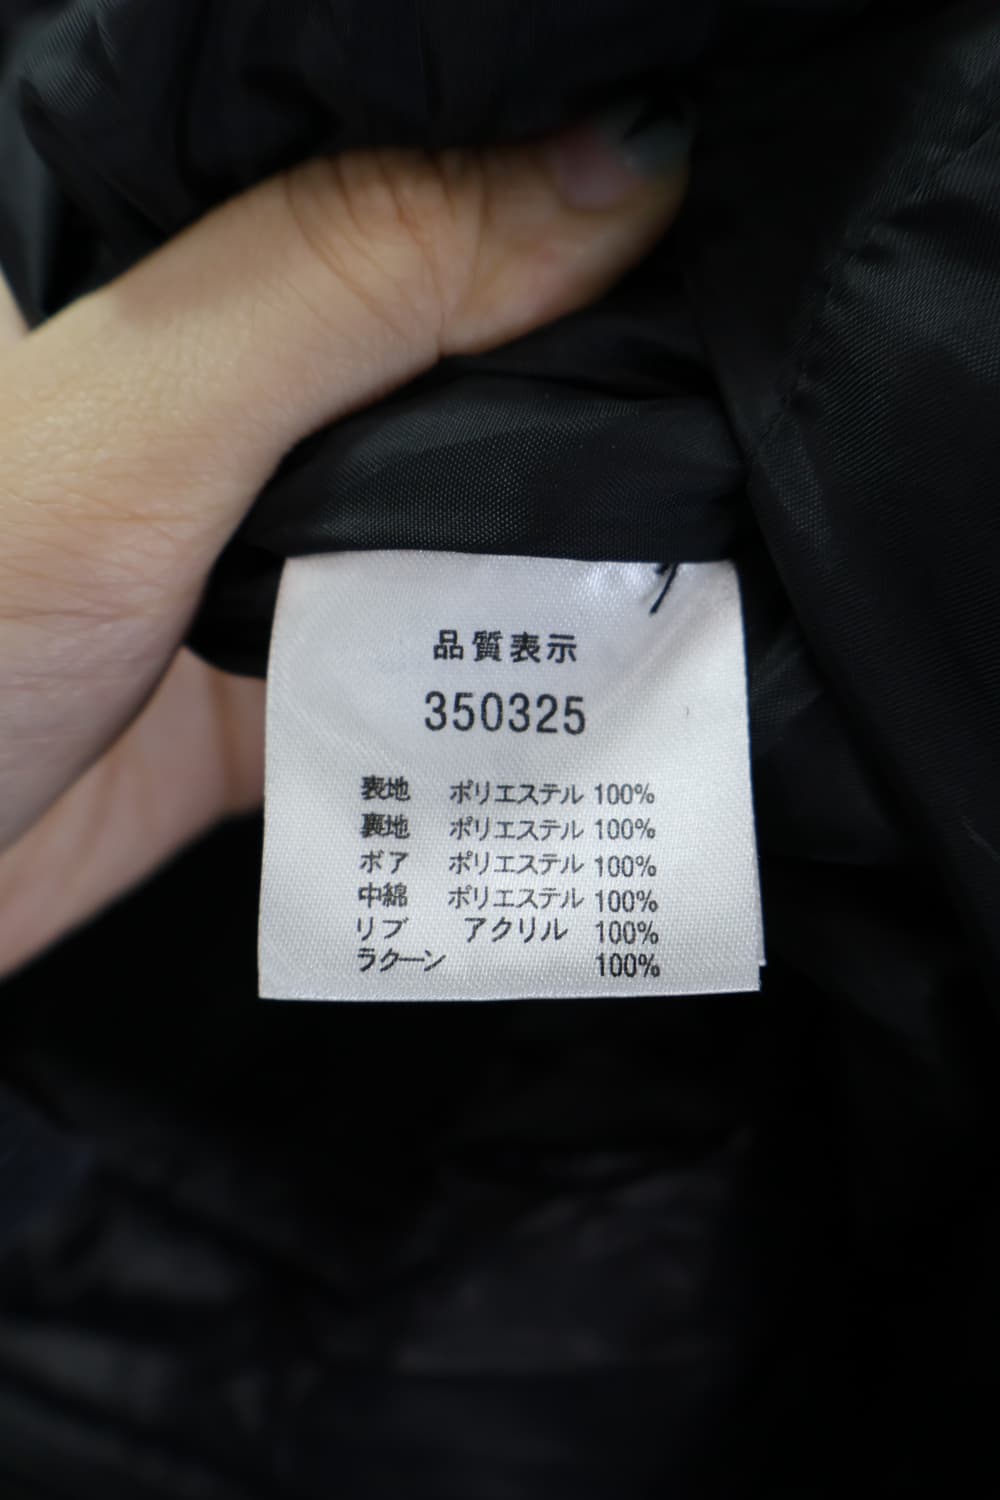 品質表示
350325
表地 ポリエステル 100%
裏地 ポリエステル 100%
ボア ポリエステル 100%
中綿 ポリエステル 100%
リブ アクリル 100%
ラクーン 100%